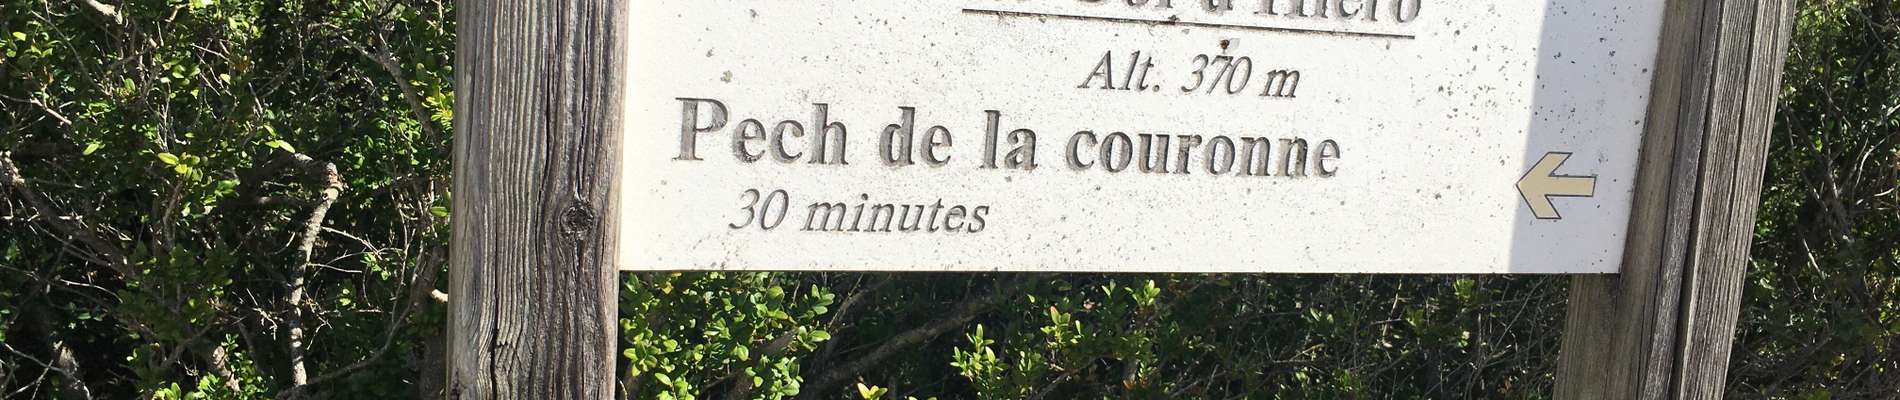 Alt. 370 m
Pech de la couronne
30 minutes